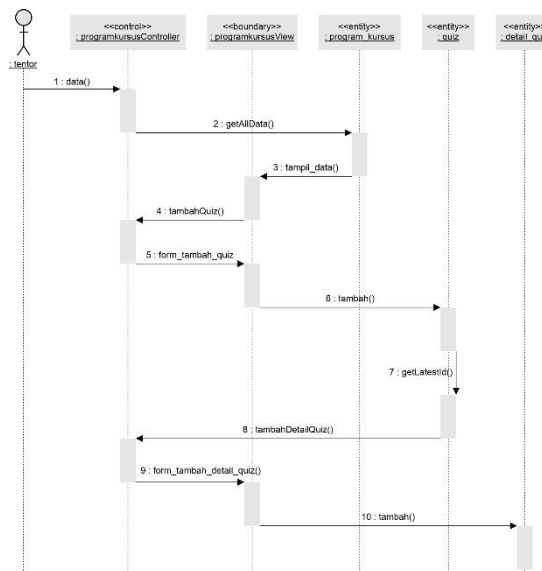 <<control>>
: programkursusController
<<boundary>>
: programkursusView
<<entity>>
: program_kursus
<<entity>>
: quiz
<<entity>>
: detail_qu
: tentor
1 : data()
2 : getAllData()
3 : tampil_data()
4 : tambahQuiz()
5 : form_tambah_quiz
6 : tambah()
7 : getLatestId()
8 : tambahDetailQuiz()
9 : form_tambah_detail_quiz()
10 : tambah()